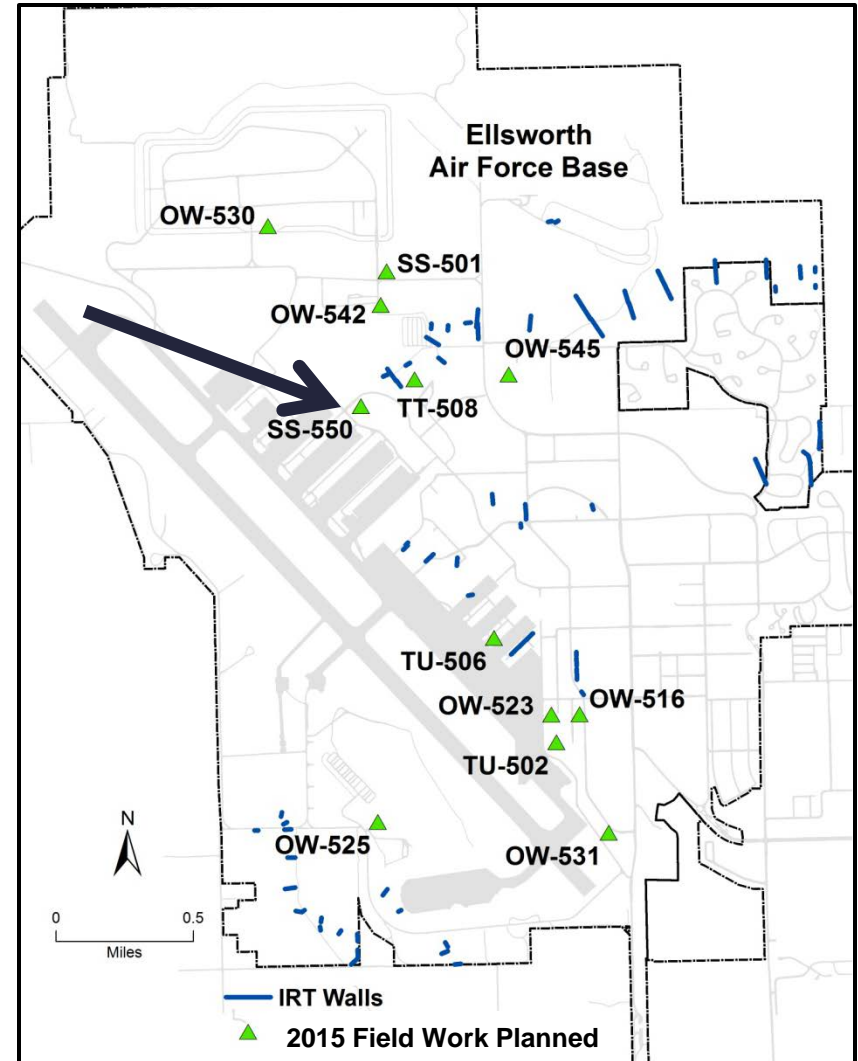 Ellsworth
Air Force Base
OW-530
SS-501
OW-542
OW-545
TT-508
SS-550
TU-506
OW-523
OW-516
TU-502
OW-525
OW-531
N
0 0.5
Miles
IRT Walls
2015 Field Work Planned